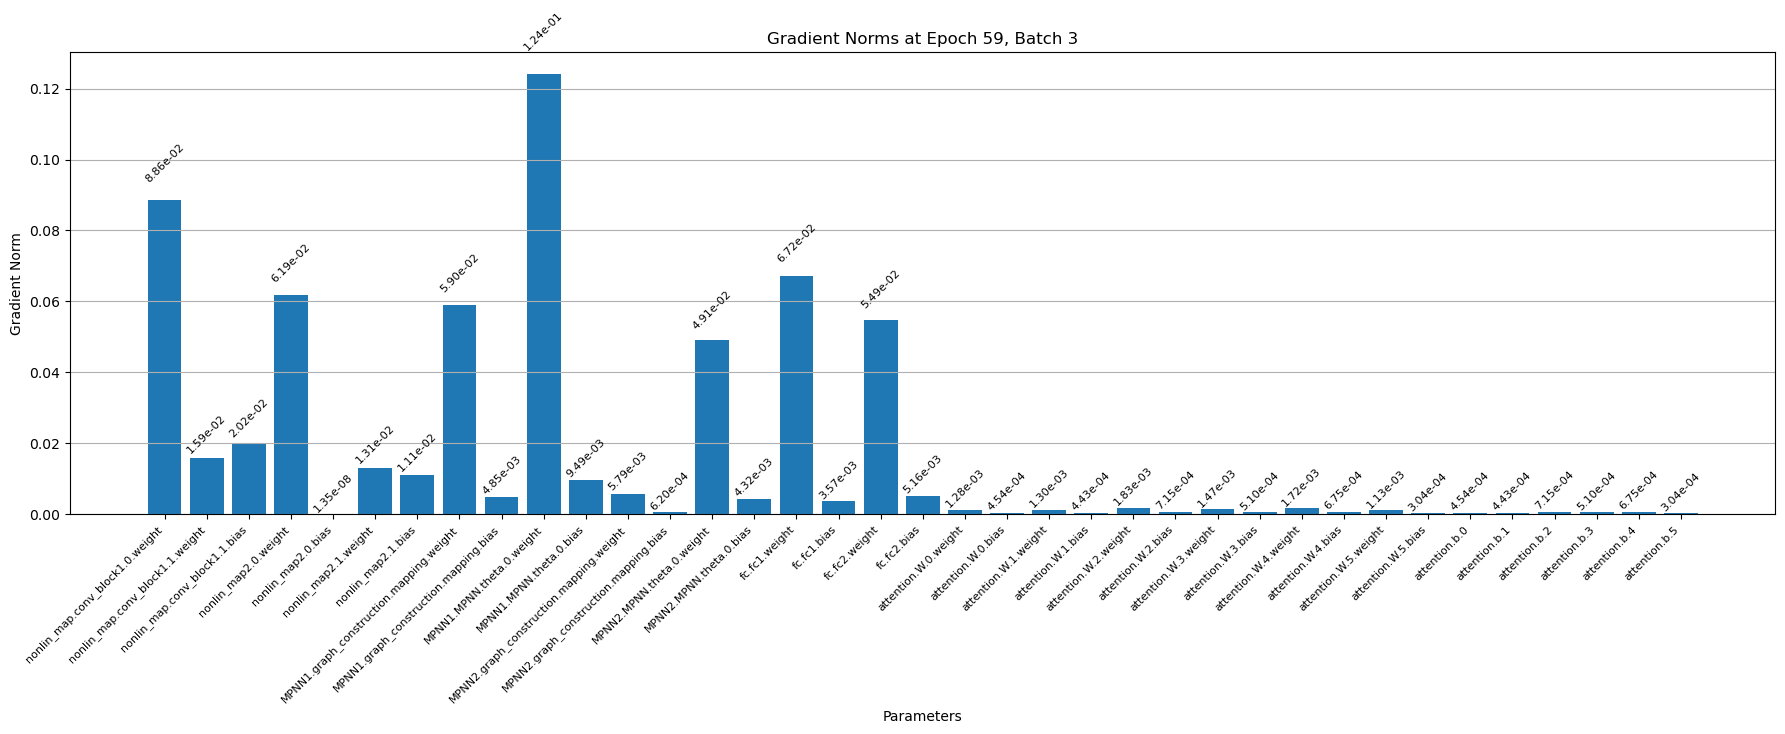 Gradient Norms at Epoch 59, Batch 3
Gradient Norm
0.12
0.10
0.08
0.06
0.04
0.02
0.00
8.86e-02
1.59e-02
2.02e-02
6.19e-02
1.35e-08
1.31e-02
1.11e-02
5.90e-02
4.85e-03
1.24e-01
9.49e-03
5.79e-03
6.20e-04
4.91e-02
4.32e-03
6.72e-02
3.57e-03
5.49e-02
5.16e-03
1.28e-03
4.54e-04
1.30e-03
4.43e-04
1.83e-03
7.15e-04
1.47e-03
5.10e-04
1.72e-03
6.75e-04
1.13e-03
3.04e-04
4.54e-04
4.43e-04
7.15e-04
5.10e-04
6.75e-04
3.04e-04
nonlin_map.conv_block1.0.weight
nonlin_map.conv_block1.1.weight
nonlin_map.conv_block1.1.bias
nonlin_map2.0.weight
nonlin_map2.0.bias
nonlin_map2.1.weight
nonlin_map2.1.bias
MPNN1.graph_construction.mapping.weight
MPNN1.graph_construction.mapping.bias
MPNN1.MPNN.theta.0.weight
MPNN1.MPNN.theta.0.bias
MPNN2.graph_construction.mapping.weight
MPNN2.graph_construction.mapping.bias
MPNN2.MPNN.theta.0.weight
MPNN2.MPNN.theta.0.bias
fc.fc1.weight
fc.fc1.bias
fc.fc2.weight
fc.fc2.bias
attention.W.0.weight
attention.W.0.bias
attention.W.1.weight
attention.W.1.bias
attention.W.2.weight
attention.W.2.bias
attention.W.3.weight
attention.W.3.bias
attention.W.4.weight
attention.W.4.bias
attention.W.5.weight
attention.W.5.bias
attention.b.0
attention.b.1
attention.b.2
attention.b.3
attention.b.4
attention.b.5
Parameters